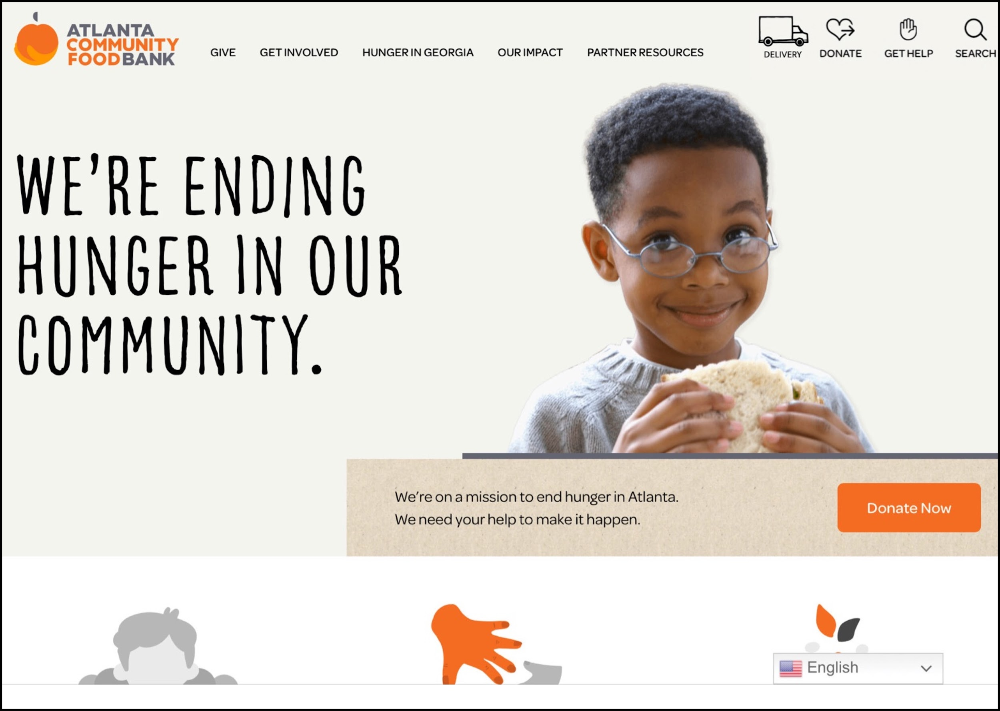 ATLANTA
COMMUNITY
FOODBANK
GIVE
GET INVOLVED
HUNGER IN GEORGIA
OUR IMPACT
PARTNER RESOURCES
DELIVERY
DONATE
GET HELP
SEARCH
WE'RE ENDING
HUNGER IN OUR
COMMUNITY.
We're on a mission to end hunger in Atlanta.
We need your help to make it happen.
Donate Now
English